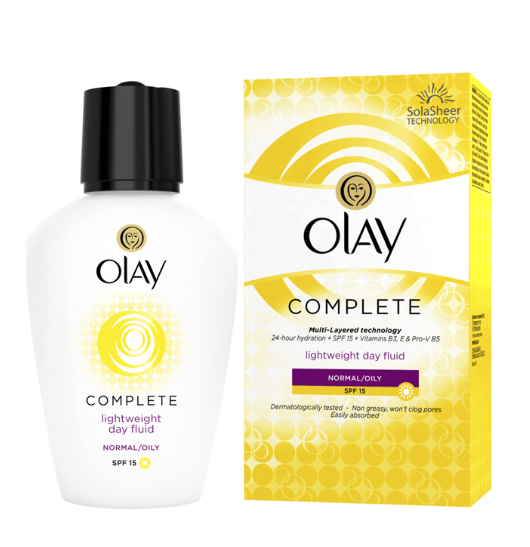 OLAY
COMPLETE
lightweight
day fluid
NORMAL/OILY
SPF 15
SolaSheer
TECHNOLOGY
OLAY
COMPLETE
Multi-Layered technology
24-hour hydration + SPF 15 + Vitamins B3, E & Pro-V B5
lightweight day fluid
NORMAL/OILY
SPF 15
Dermatologically tested - Non greasy, won't clog pores
Easily absorbed